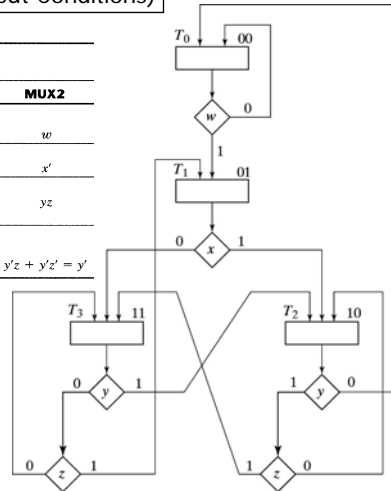 out conditions)
MUX2
w
x'
yz
y'z + y'z' = y'
T0 00
w 0
1
T1 01
0 x 1
T3 11 T2 10
0 y 1 1 y 0
0 z 1 1 z 0